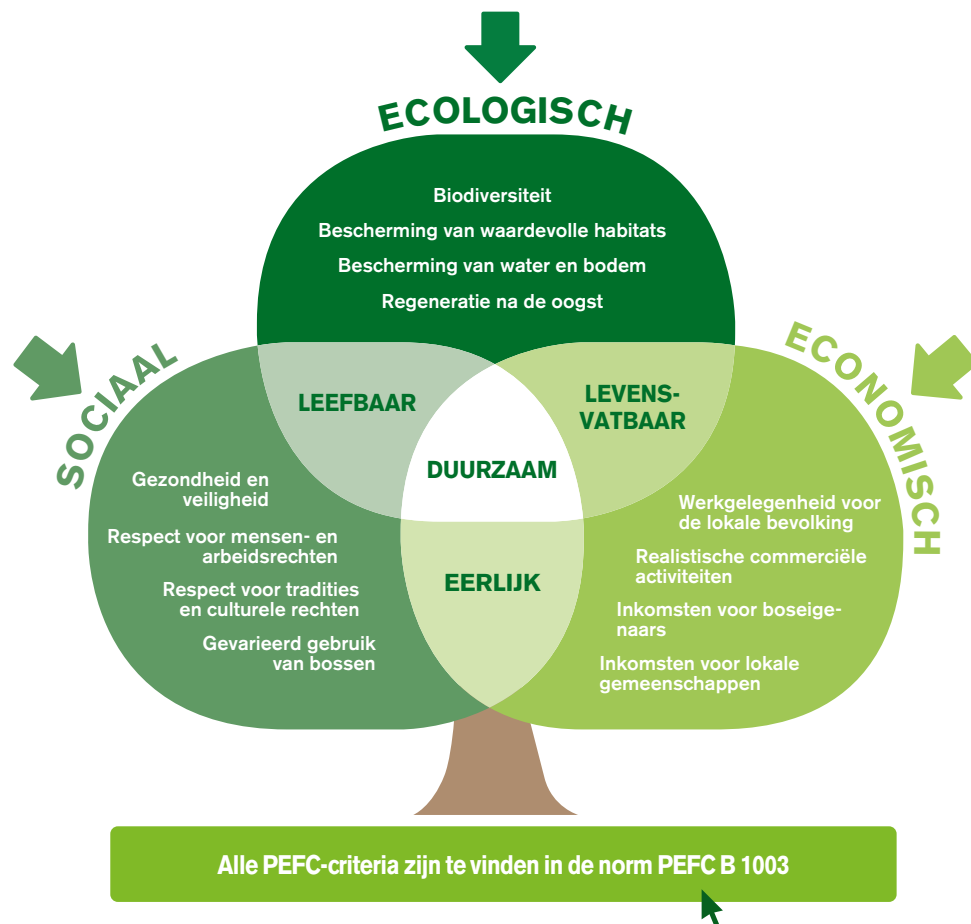 ECOLOGISCH
Biodiversiteit
Bescherming van waardevolle habitats
Bescherming van water en bodem
Regeneratie na de oogst
SOCIAAL
ECONOMISCH
LEEFBAAR
LEVENS-
VATBAAR
DUURZAAM
EERLIJK
Gezondheid en
veiligheid
Respect voor mensen- en
arbeidsrechten
Respect voor tradities
en culturele rechten
Gevarieerd gebruik
van bossen
Werkgelegenheid voor
de lokale bevolking
Realistische commerciële
activiteiten
Inkomsten voor boseige-
naars
Inkomsten voor lokale
gemeenschappen
Alle PEFC-criteria zijn te vinden in de norm PEFC B 1003